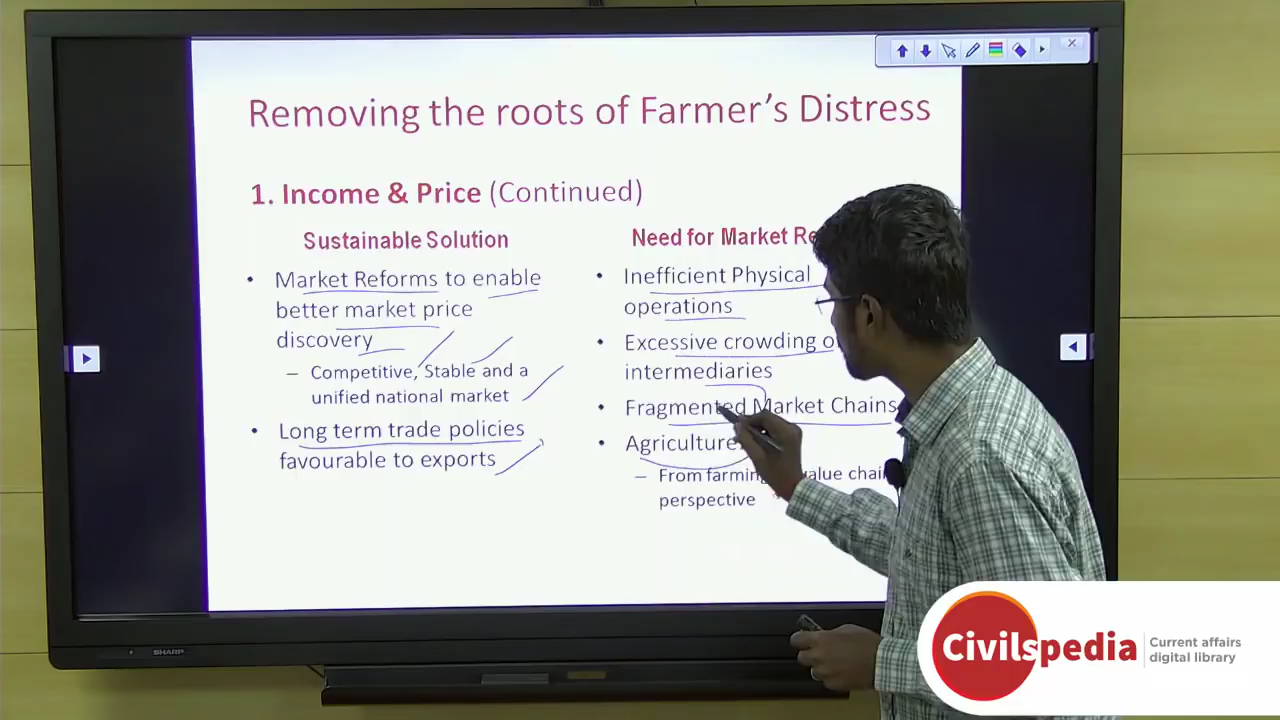 Removing the roots of Farmer's Distress
1. Income & Price (Continued)
Sustainable Solution
• Market Reforms to enable
better market price
discovery
– Competitive, Stable and a
unified national market
• Long term trade policies
favourable to exports
Need for Market
• Inefficient Physical
operations
• Excessive crowding
intermediaries
• Fragmented Market Chains
• Agriculture
– From farming value
perspective
SHARP
Civilspedia
Current affairs
digital library